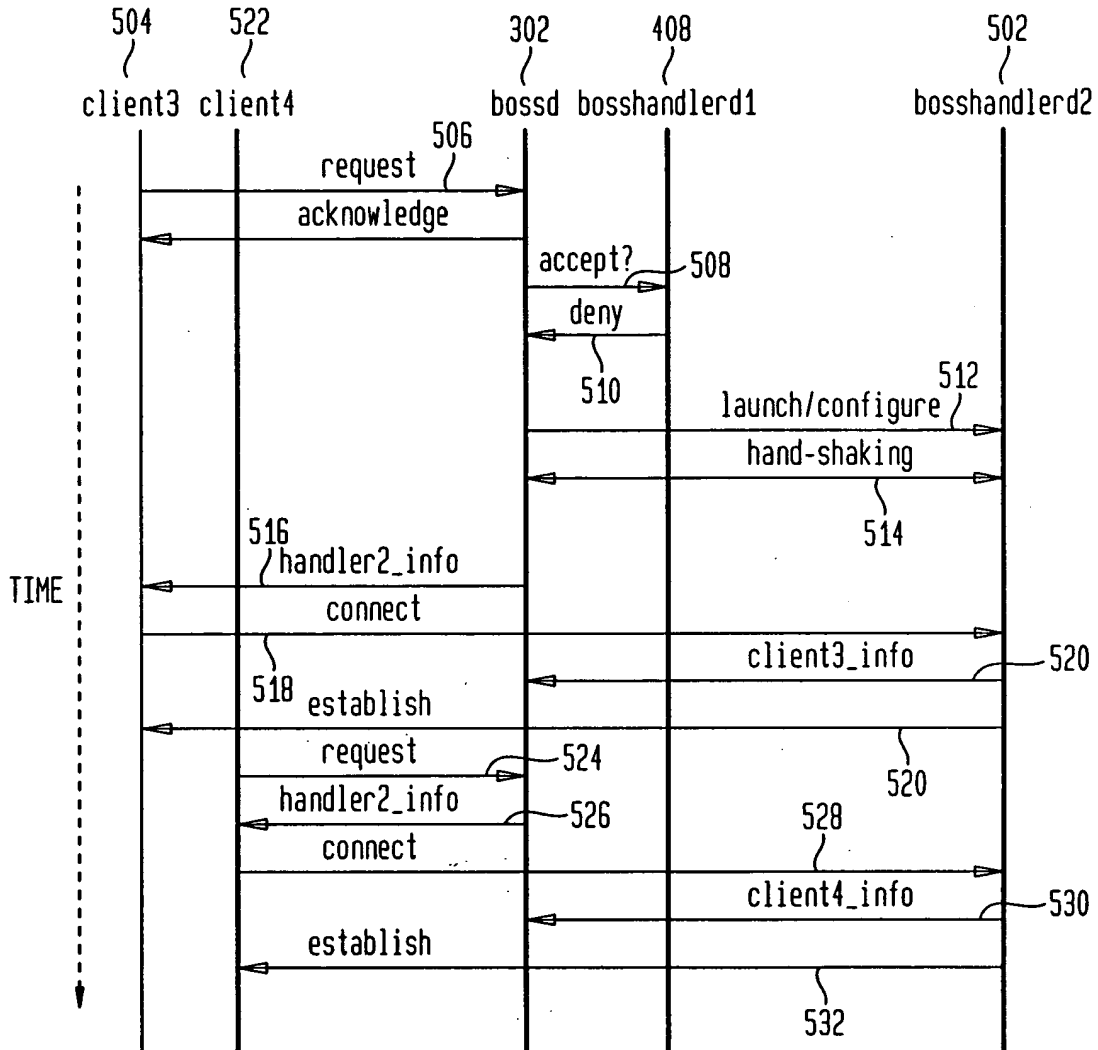 504 522 302 408 502
client3 client4 bossd bosshandlerd1 bosshandlerd2
506
request
acknowledge
accept? 508
deny
510
512
launch/configure
hand-shaking
514
516
handler2_info
TIME
connect
client3_info 520
518
establish
request 524
520
handler2_info 526
528
connect
client4_info 530
establish
532